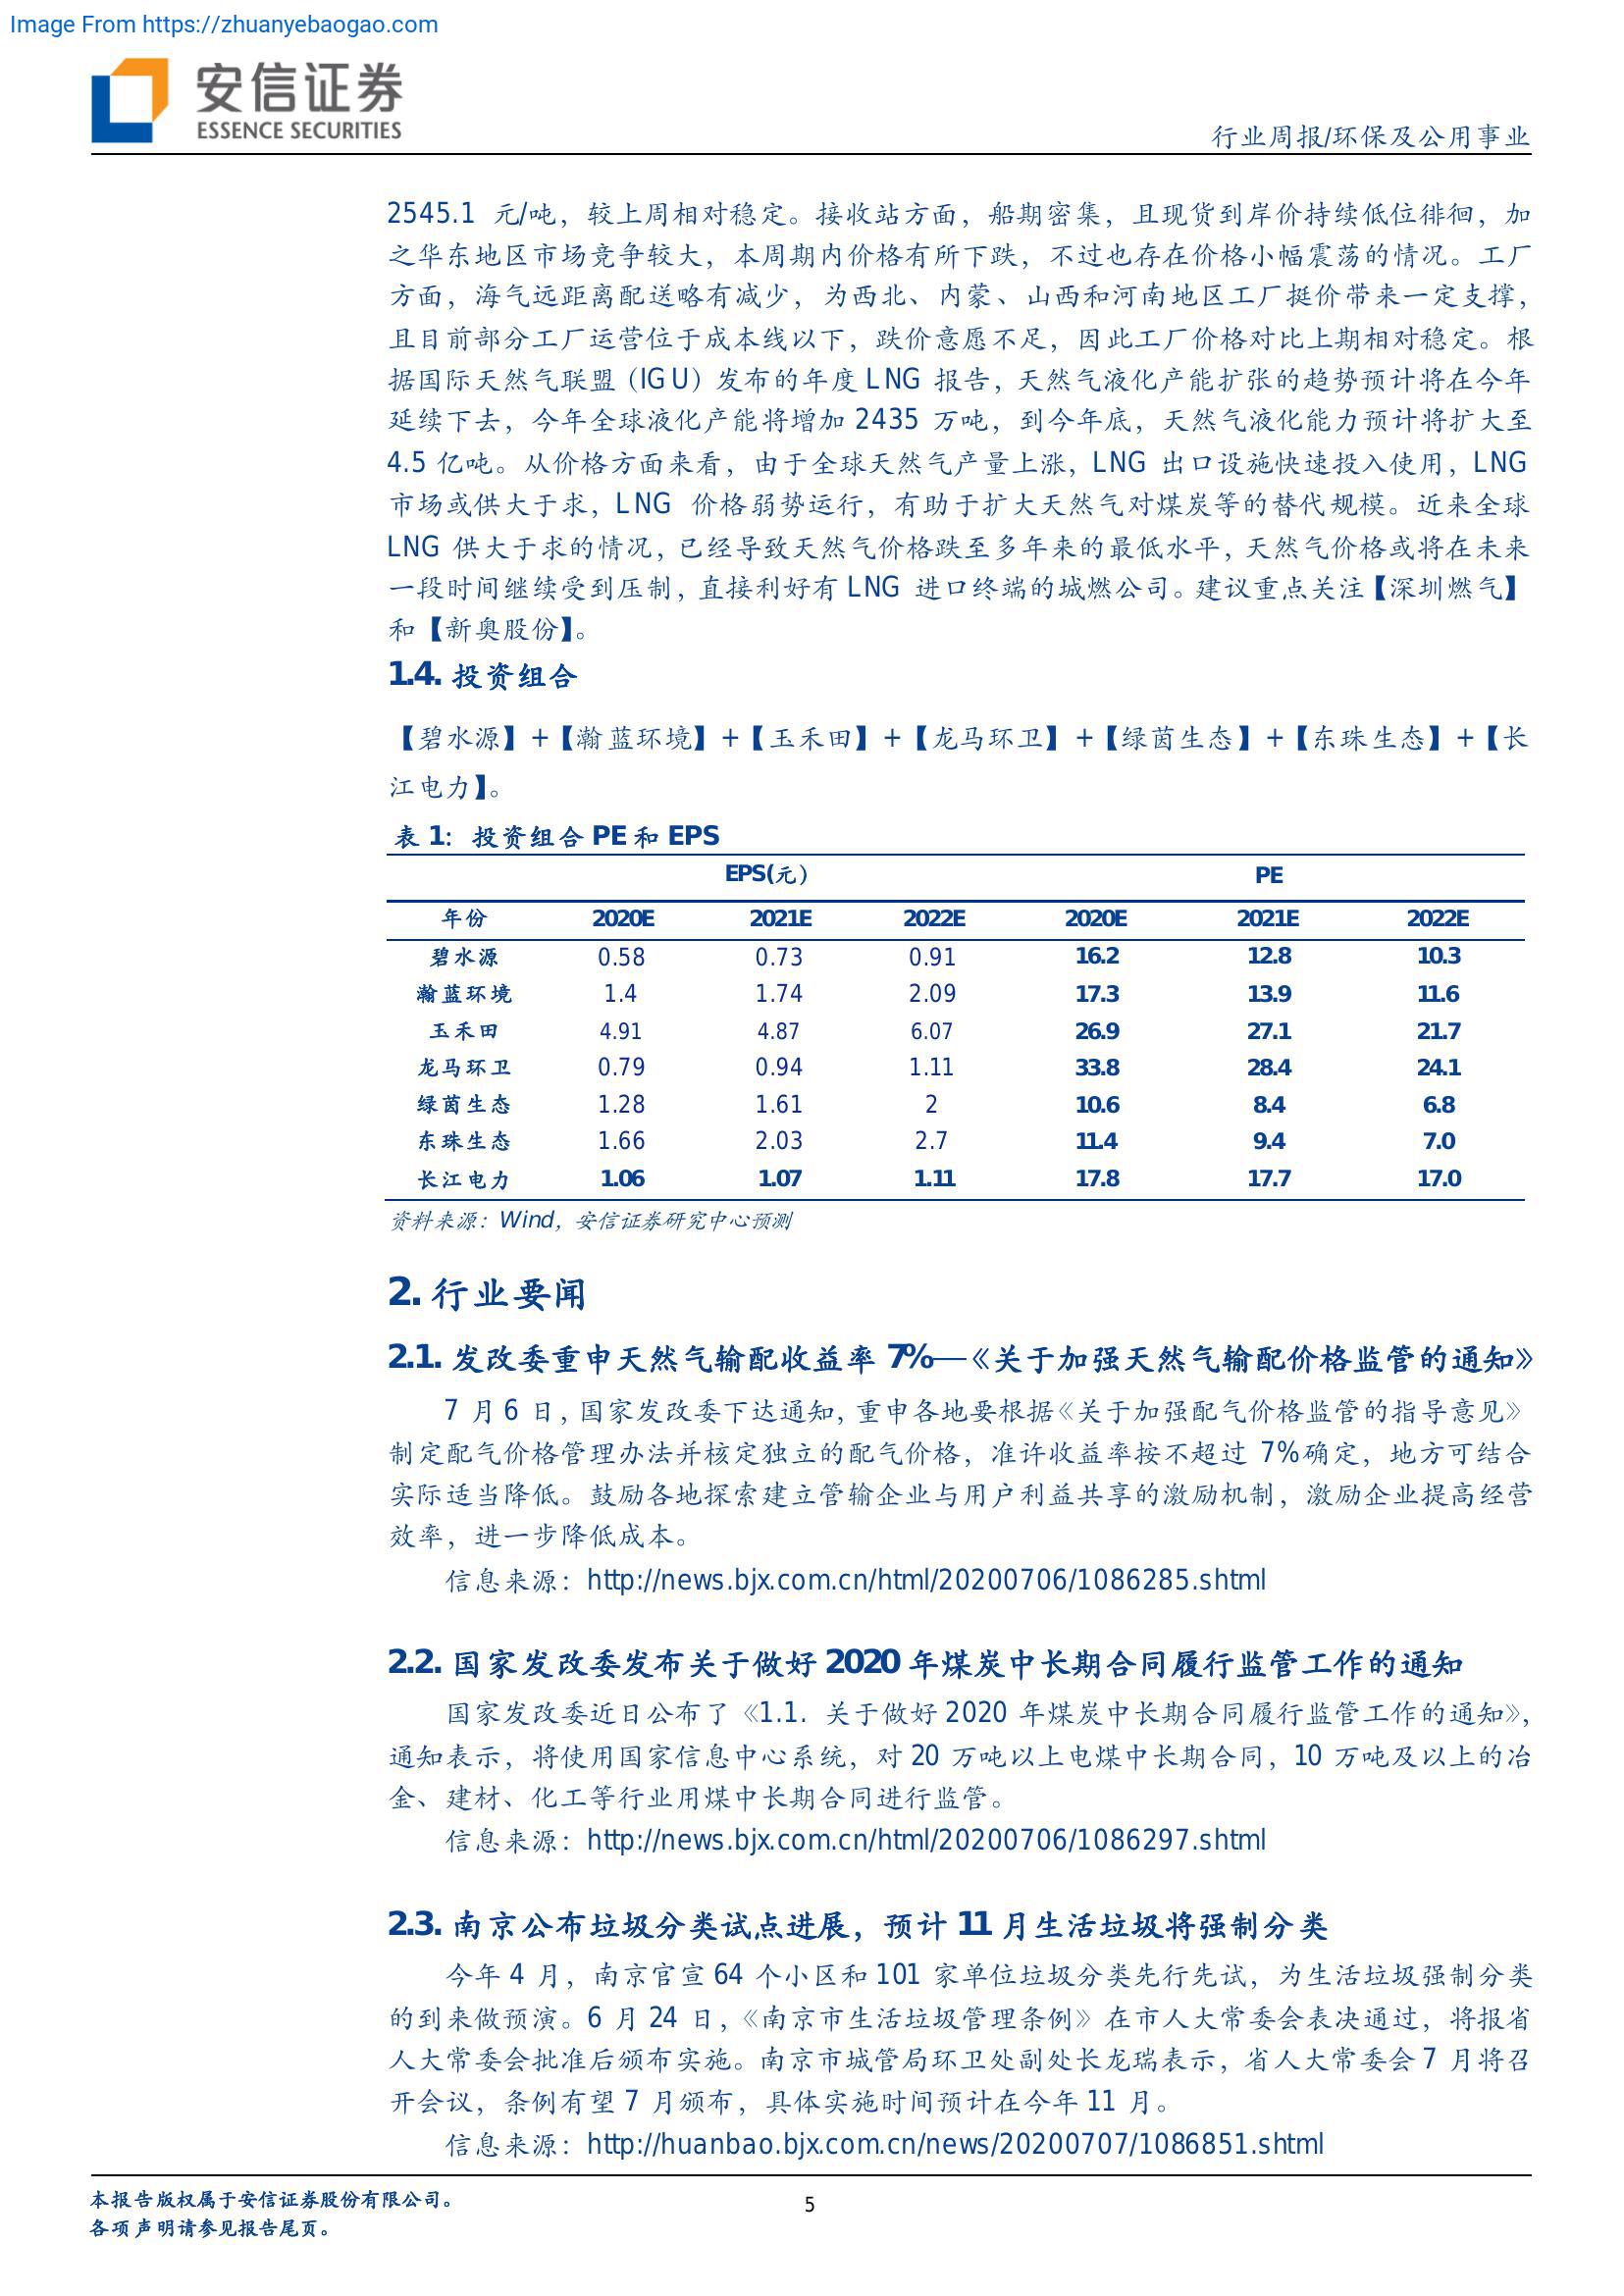 Image From https://zhuanyebaogao.com
安信证券
ESSENCE SECURITIES
行业周报/环保及公用事业
2545.1 元/吨，较上周相对稳定。接收站方面，船期密集，且现货到岸价持续低位徘徊，加
之华东地区市场竞争较大，本周期内价格有所下跌，不过也存在价格小幅震荡的情况。工厂
方面，海气远距离配送略有减少，为西北、内蒙、山西和河南地区工厂挺价带来一定支撑，
且目前部分工厂运营位于成本线以下，跌价意愿不足，因此工厂价格对比上期相对稳定。根
据国际天然气联盟（IGU）发布的年度 LNG 报告，天然气液化产能扩张的趋势预计将在今年
延续下去，今年全球液化产能将增加 2435 万吨，到今年底，天然气液化能力预计将扩大至
4.5 亿吨。从价格方面来看，由于全球天然气产量上涨，LNG 出口设施快速投入使用，LNG
市场或供大于求，LNG 价格弱势运行，有助于扩大天然气对煤炭等的替代规模。近来全球
LNG 供大于求的情况，已经导致天然气价格跌至多年来的最低水平，天然气价格或将在未来
一段时间继续受到压制，直接利好有 LNG 进口终端的城燃公司。建议重点关注【深圳燃气】
和【新奥股份】。
1.4. 投资组合
【碧水源】+【瀚蓝环境】+【玉禾田】+【龙马环卫】+【绿茵生态】+【东珠生态】+【长
江电力】。
表 1：投资组合 PE 和 EPS
EPS(元） PE
年份 2020E 2021E 2022E 2020E 2021E 2022E
碧水源 0.58 0.73 0.91 16.2 12.8 10.3
瀚蓝环境 1.4 1.74 2.09 17.3 13.9 11.6
玉禾田 4.91 4.87 6.07 26.9 27.1 21.7
龙马环卫 0.79 0.94 1.11 33.8 28.4 24.1
绿茵生态 1.28 1.61 2 10.6 8.4 6.8
东珠生态 1.66 2.03 2.7 11.4 9.4 7.0
长江电力 1.06 1.07 1.11 17.8 17.7 17.0
资料来源：Wind，安信证券研究中心预测
2. 行业要闻
2.1. 发改委重申天然气输配收益率 7%—《关于加强天然气输配价格监管的通知》
7 月 6 日，国家发改委下达通知，重申各地要根据《关于加强配气价格监管的指导意见》
制定配气价格管理办法并核定独立的配气价格，准许收益率按不超过 7%确定，地方可结合
实际适当降低。鼓励各地探索建立管输企业与用户利益共享的激励机制，激励企业提高经营
效率，进一步降低成本。
信息来源：http://news.bjx.com.cn/html/20200706/1086285.shtml
2.2. 国家发改委发布关于做好 2020 年煤炭中长期合同履行监管工作的通知
国家发改委近日公布了《1.1. 关于做好 2020 年煤炭中长期合同履行监管工作的通知》，
通知表示，将使用国家信息中心系统，对 20 万吨以上电煤中长期合同，10 万吨及以上的冶
金、建材、化工等行业用煤中长期合同进行监管。
信息来源：http://news.bjx.com.cn/html/20200706/1086297.shtml
2.3. 南京公布垃圾分类试点进展，预计 11 月生活垃圾将强制分类
今年 4 月，南京官宣 64 个小区和 101 家单位垃圾分类先行先试，为生活垃圾强制分类
的到来做预演。6 月 24 日，《南京市生活垃圾管理条例》在市人大常委会表决通过，将报省
人大常委会批准后颁布实施。南京市城管局环卫处副处长龙瑞表示，省人大常委会 7 月将召
开会议，条例有望 7 月颁布，具体实施时间预计在今年 11 月。
信息来源：http://huanbao.bjx.com.cn/news/20200707/1086851.shtml
本报告版权属于安信证券股份有限公司。
5
各项声明请参见报告尾页。